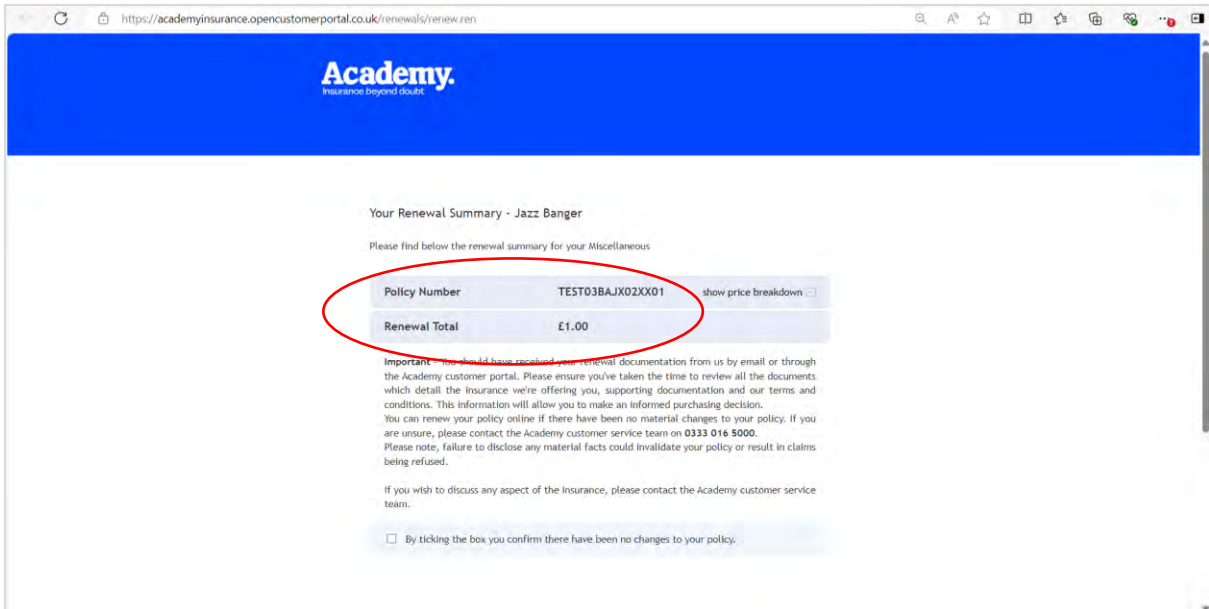 https://academyinsurance.opencustomerportal.co.uk/renewals/renew.ren
Academy.
Insurance beyond doubt
Your Renewal Summary - Jazz Banger
Please find below the renewal summary for your Miscellaneous
Policy Number TEST03BAJX02XX01 show price breakdown
Renewal Total £1.00
Important - You should have received your renewal documentation from us by email or through
the Academy customer portal. Please ensure you've taken the time to review all the documents
which detail the insurance we're offering you, supporting documentation and our terms and
conditions. This information will allow you to make an informed purchasing decision.
You can renew your policy online if there have been no material changes to your policy. If you
are unsure, please contact the Academy customer service team on 0333 016 5000.
Please note, failure to disclose any material facts could invalidate your policy or result in claims
being refused.
If you wish to discuss any aspect of the insurance, please contact the Academy customer service
team.
By ticking the box you confirm there have been no changes to your policy.